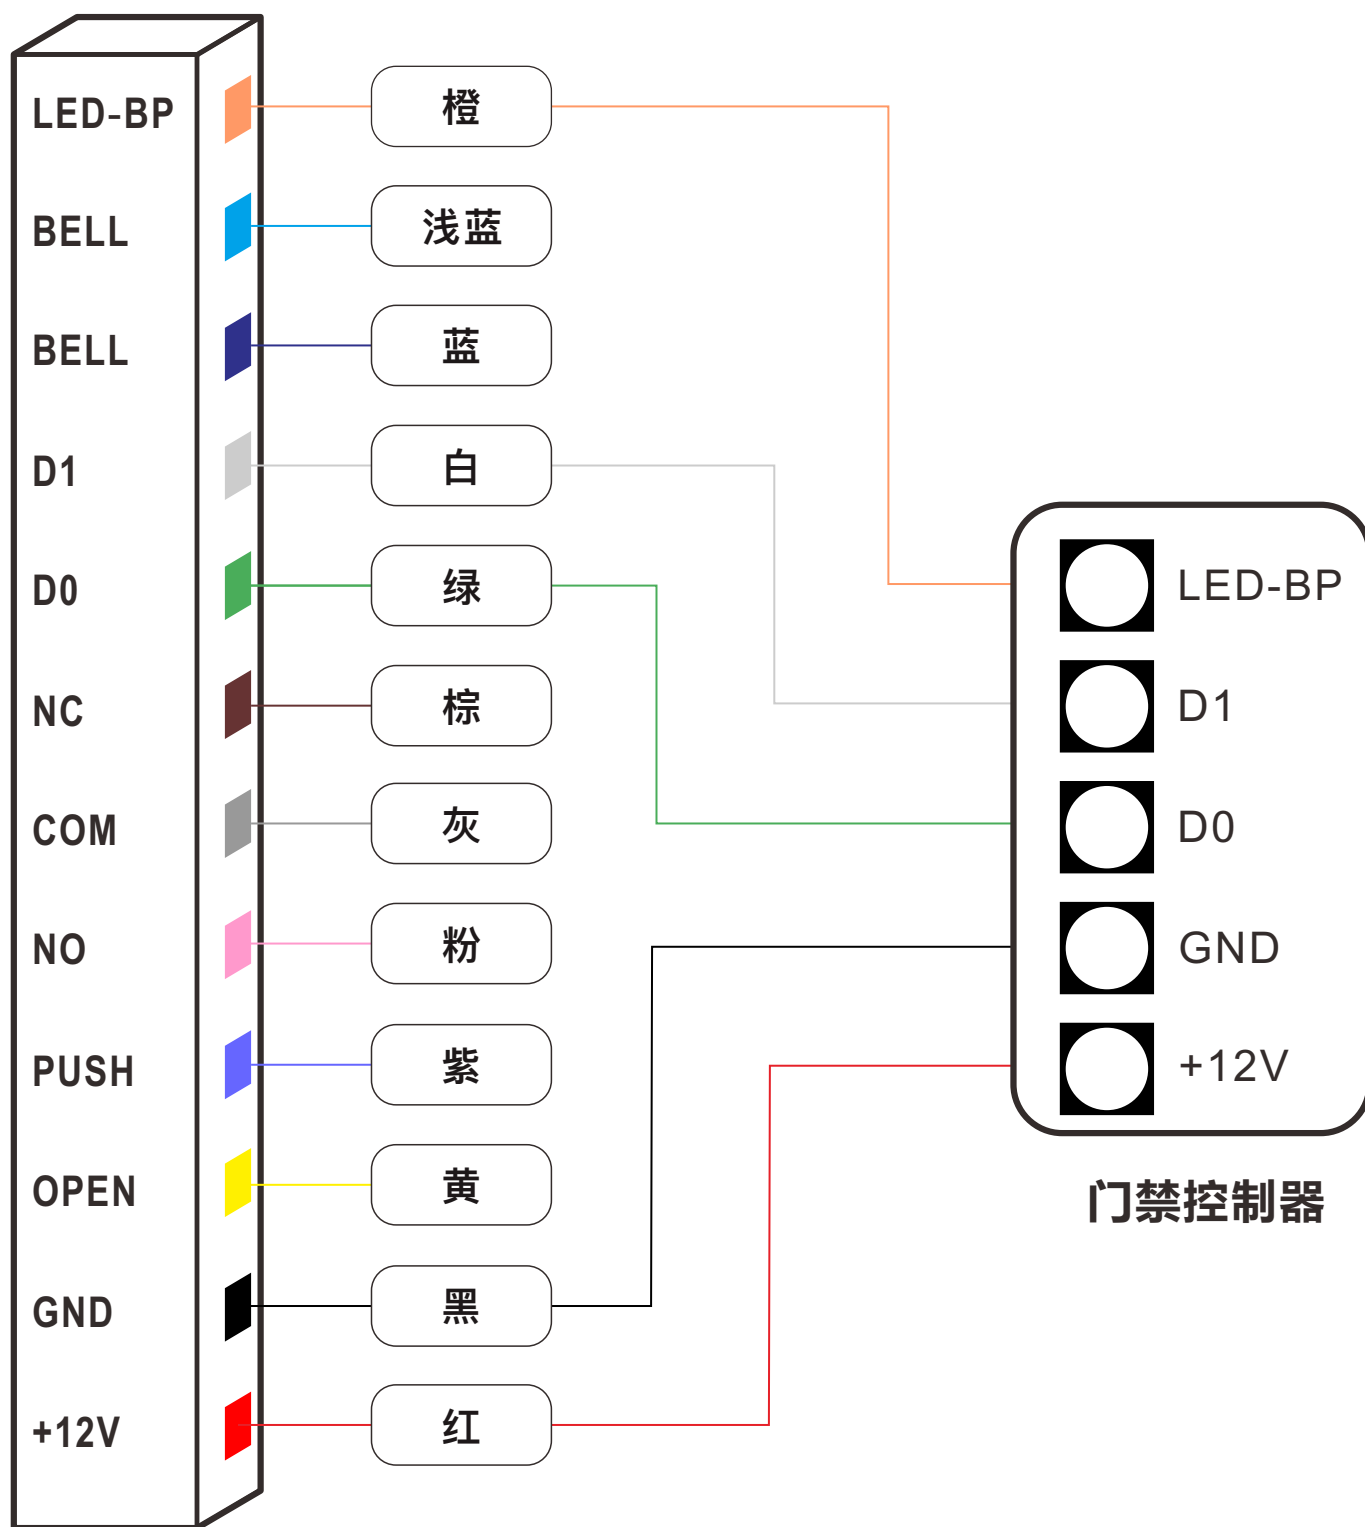 LED-BP
橙
BELL
浅蓝
BELL
蓝
D1
白
D0
绿
NC
棕
COM
灰
NO
粉
PUSH
紫
OPEN
黄
GND
黑
+12V
红
LED-BP
D1
D0
GND
+12V
门禁控制器